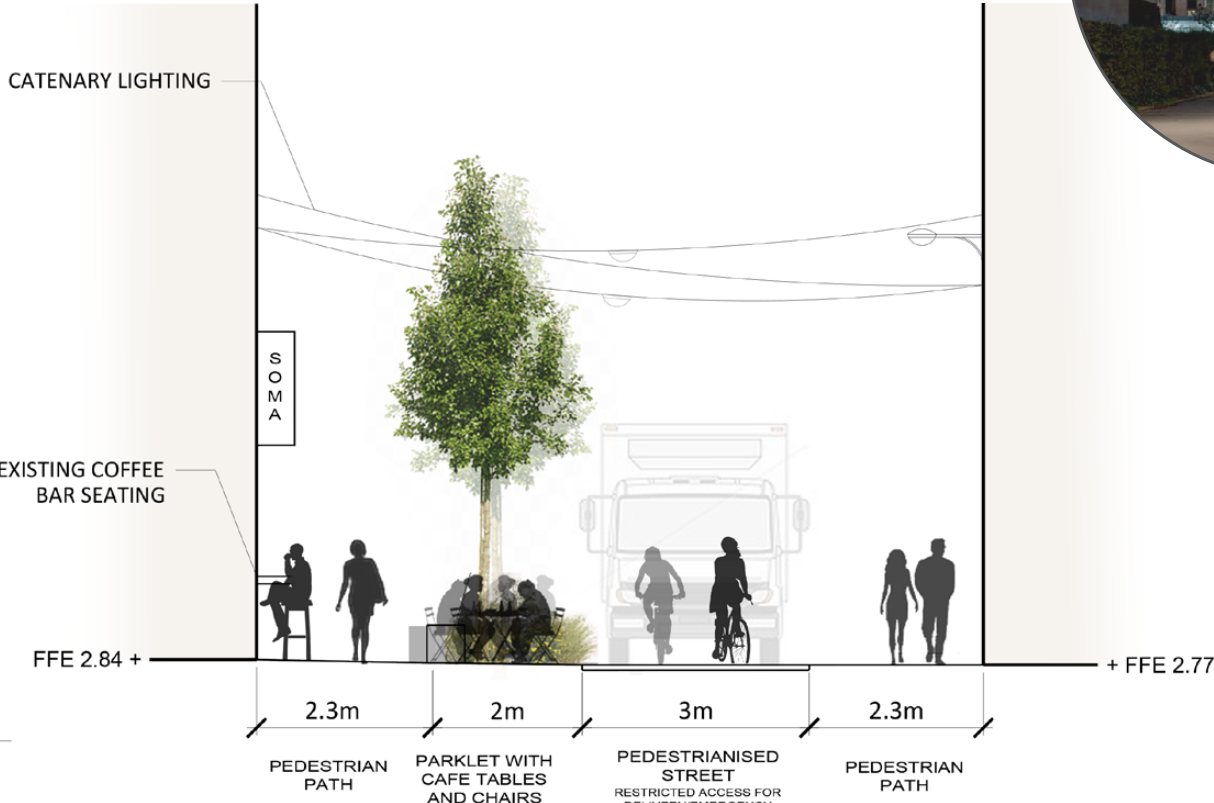 CATENARY LIGHTING
S
O
M
A
EXISTING COFFEE
BAR SEATING
FFE 2.84 +
+ FFE 2.77
2.3m
2m
3m
2.3m
PEDESTRIAN
PATH
PARKLET WITH
CAFE TABLES
AND CHAIRS
PEDESTRIANISED
STREET
RESTRICTED ACCESS FOR
PEDESTRIAN
PATH